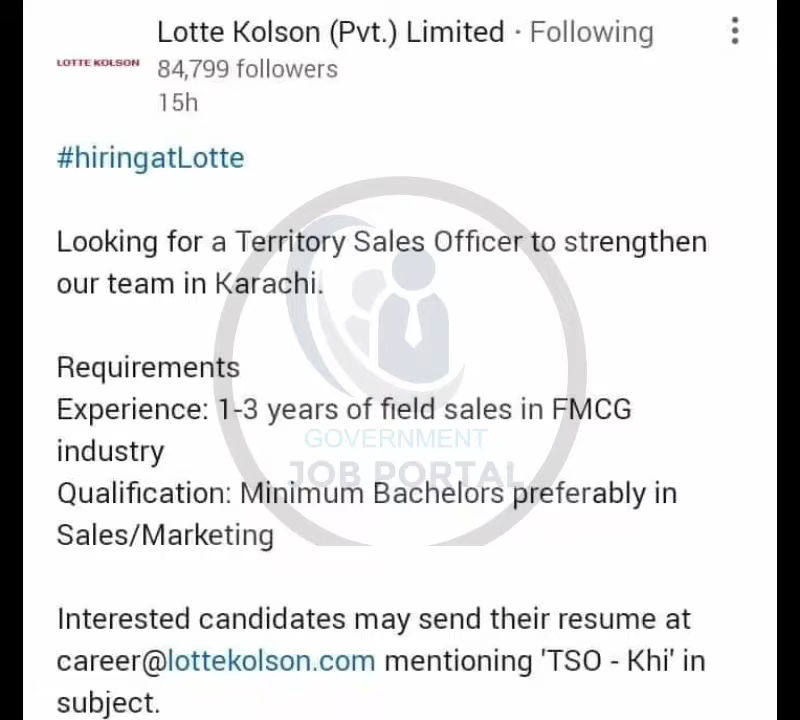 Lotte Kolson (Pvt.) Limited · Following
LOTTE KOLSON
84,799 followers
15h
#hiringatLotte
Looking for a Territory Sales Officer to strengthen
our team in Karachi.
Requirements
Experience: 1-3 years of field sales in FMCG
GOVERNMENT
industry
JOB PORTAL
Qualification: Minimum Bachelors preferably in
Sales/Marketing
Interested candidates may send their resume at
career@lottekolson.com mentioning 'TSO - Khi' in
subject.